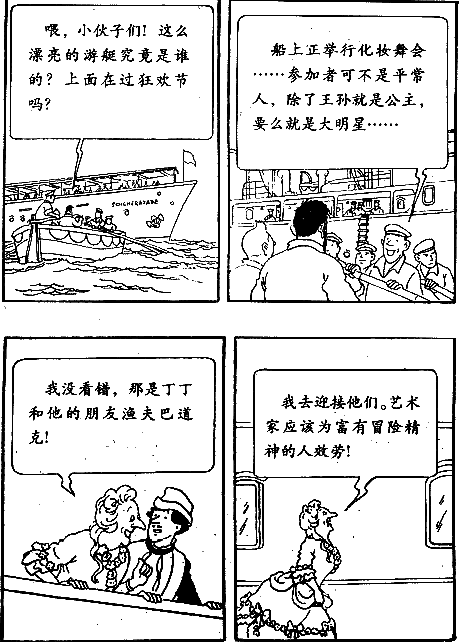 喂，小伙子们！这么
漂亮的游艇究竟是谁
的？上面在过狂欢节
吗？
船上正举行化妆舞会
……参加者可不是平常
人，除了王孙就是公主，
要么就是大明星……
SCHEHERAZADE
我没看错，那是丁丁
和他的朋友渔夫巴道
克！
我去迎接他们。艺术
家应该为富有冒险精
神的人效劳！